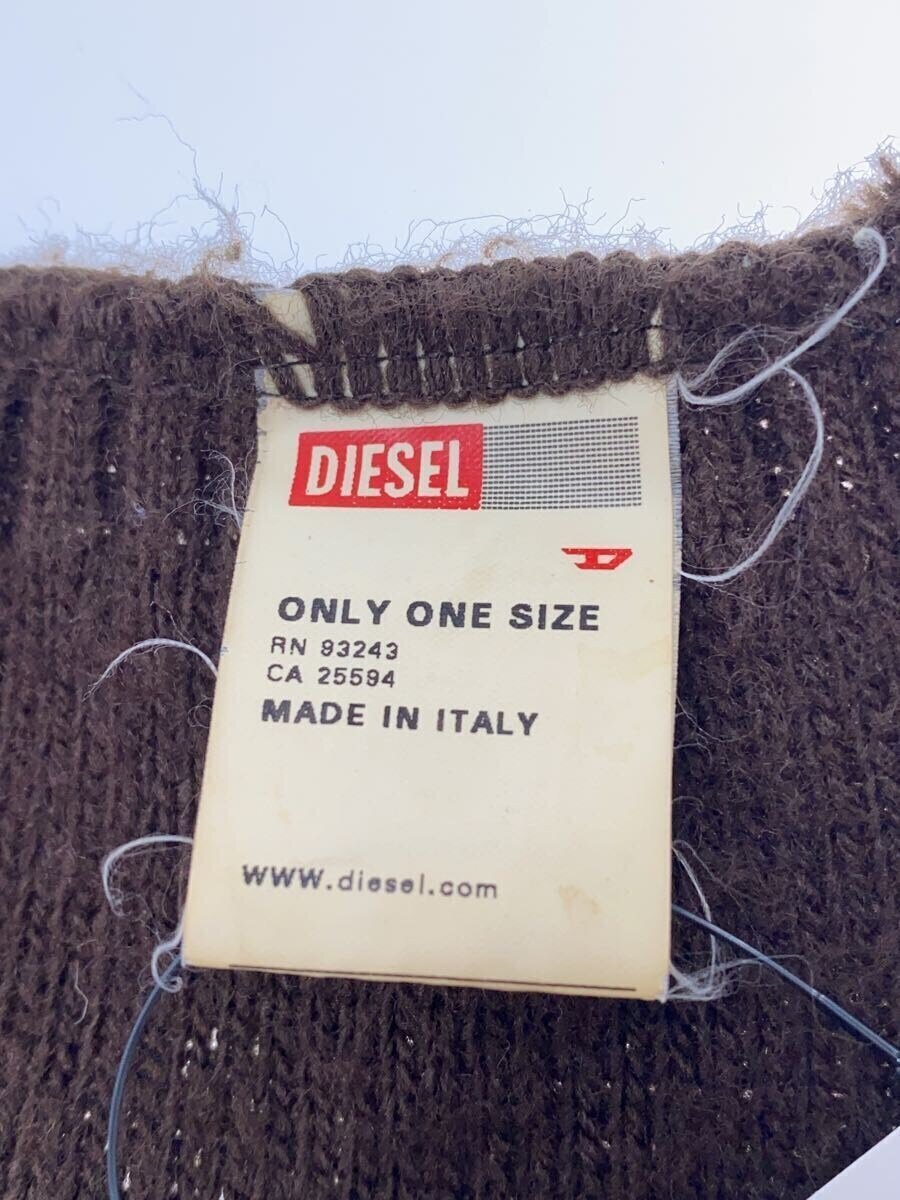 DIESEL
D
ONLY ONE SIZE
RN 93243
CA 25594
MADE IN ITALY
www.diesel.com